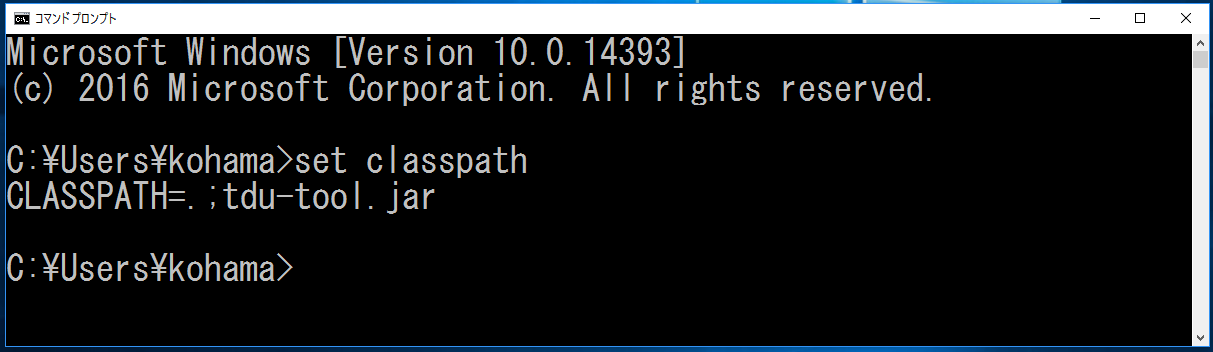 コマンドプロンプト
Microsoft Windows [Version 10.0.14393]
(c) 2016 Microsoft Corporation. All rights reserved.
C:¥Users¥kohama>set classpath
CLASSPATH=.;tdu-tool.jar
C:¥Users¥kohama>